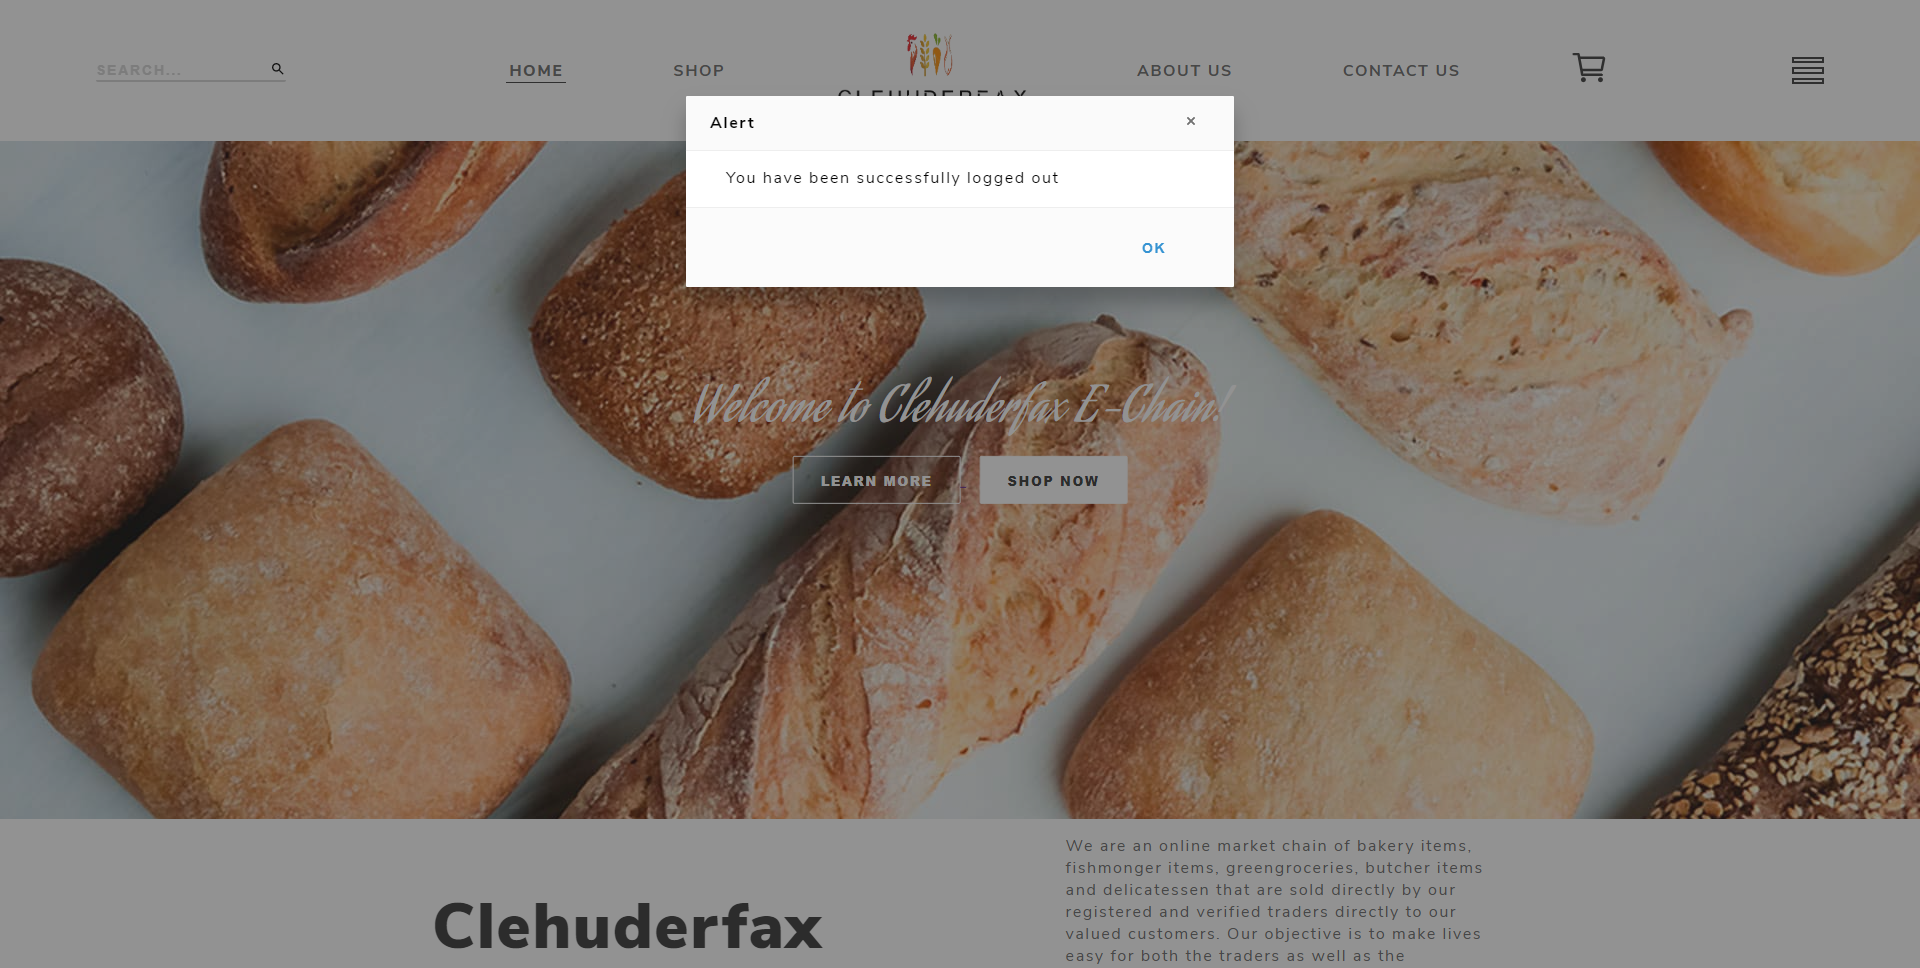 SEARCH...
HOME
SHOP
CLEHUDERFAX
ABOUT US
CONTACT US
Alert
×
You have been successfully logged out
OK
Welcome to Clehuderfax E-Chain!
LEARN MORE
SHOP NOW
Clehuderfax
We are an online market chain of bakery items,
fishmonger items, greengroceries, butcher items
and delicatessen that are sold directly by our
registered and verified traders directly to our
valued customers. Our objective is to make lives
easy for both the traders as well as the